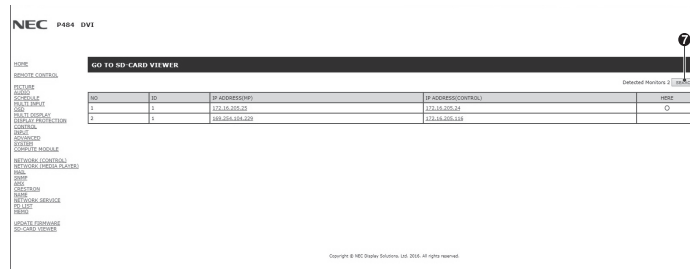 NEC P484 DVI
7
HOME
REMOTE CONTROL
PICTURE
AUDIO
SCHEDULE
MULTI INPUT
OSD
MULTI DISPLAY
DISPLAY PROTECTION
CONTROL
INPUT
ADVANCED
SYSTEM
COMPUTE MODULE
NETWORK (CONTROL)
NETWORK (MEDIA PLAYER)
MAIL
SNMP
AMX
CRESTRON
NAME
NETWORK SERVICE
PD LIST
MEMO
UPDATE FIRMWARE
SD-CARD VIEWER
GO TO SD-CARD VIEWER
Detected Monitors:2
NO ID IP ADDRESS(MP) IP ADDRESS(CONTROL) HERE
1 1 172.16.205.25 172.16.205.24 O
2 1 169.254.104.229 172.16.205.116
Copyright © NEC Display Solutions, Ltd. 2016. All rights reserved.